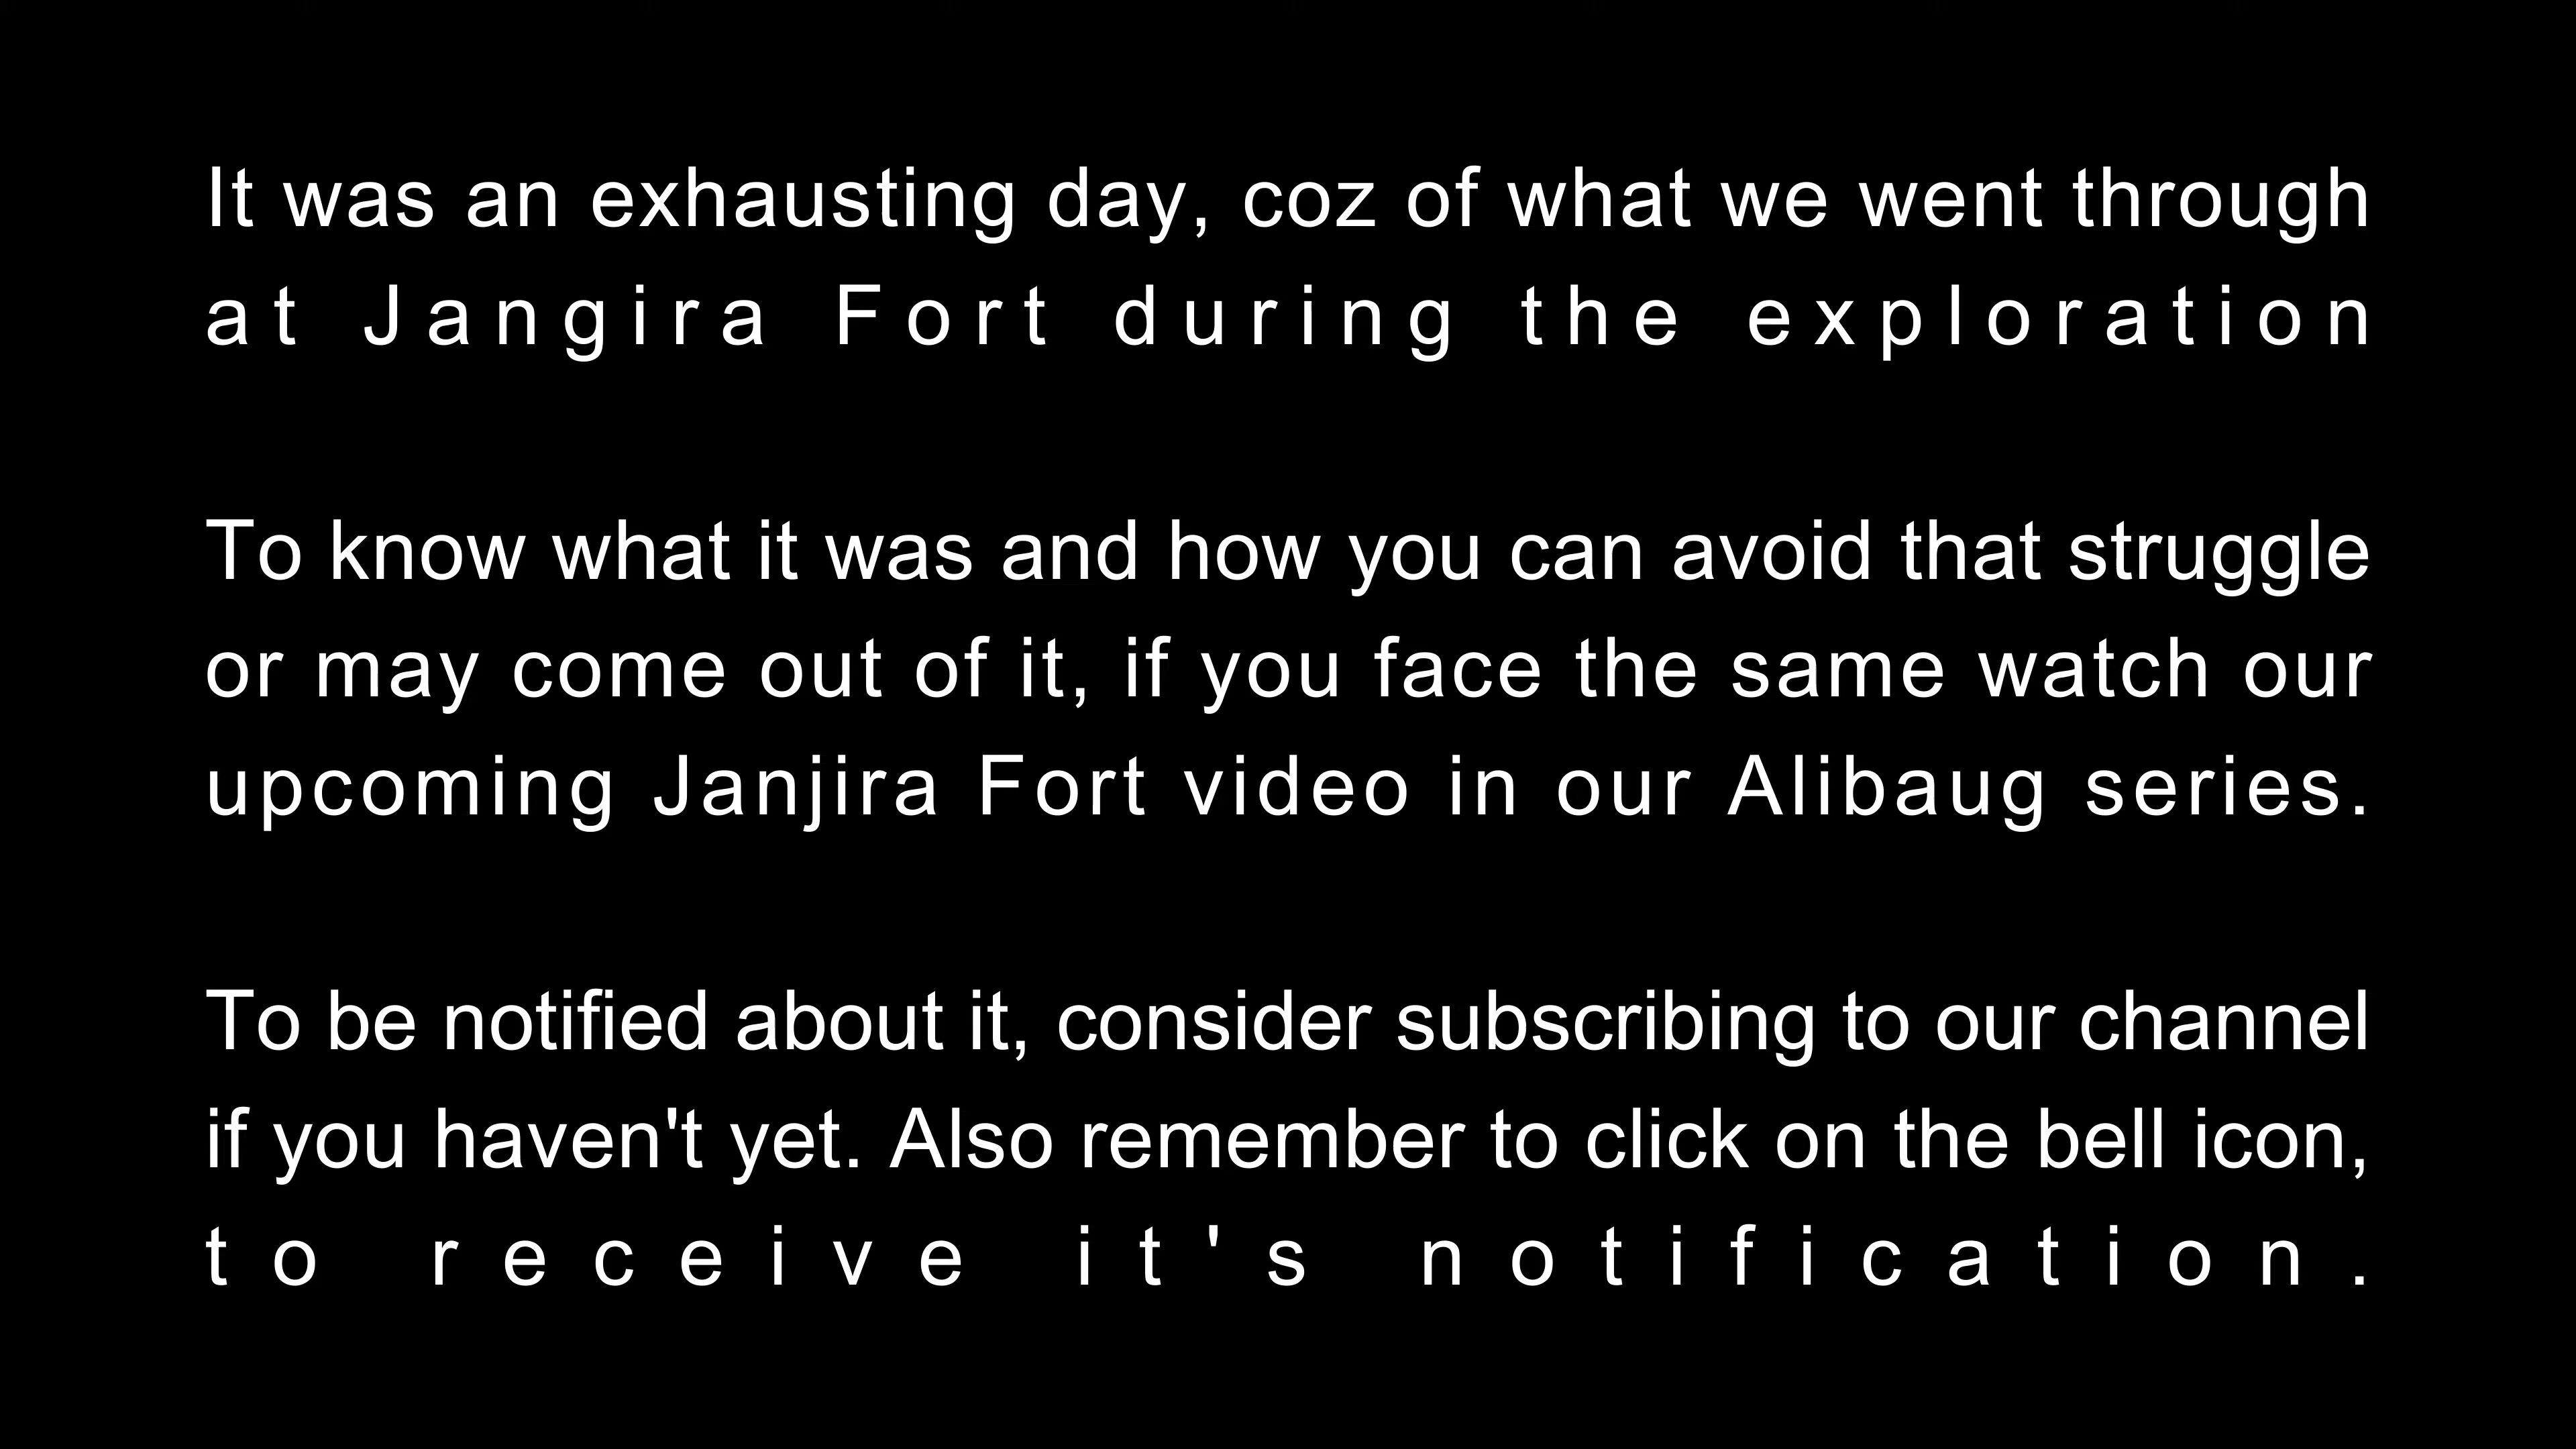 It was an exhausting day, coz of what we went through
at Jangira Fort during the exploration
To know what it was and how you can avoid that struggle
or may come out of it, if you face the same watch our
upcoming Janjira Fort video in our Alibaug series.
To be notified about it, consider subscribing to our channel
if you haven't yet. Also remember to click on the bell icon,
to receive it's notification.